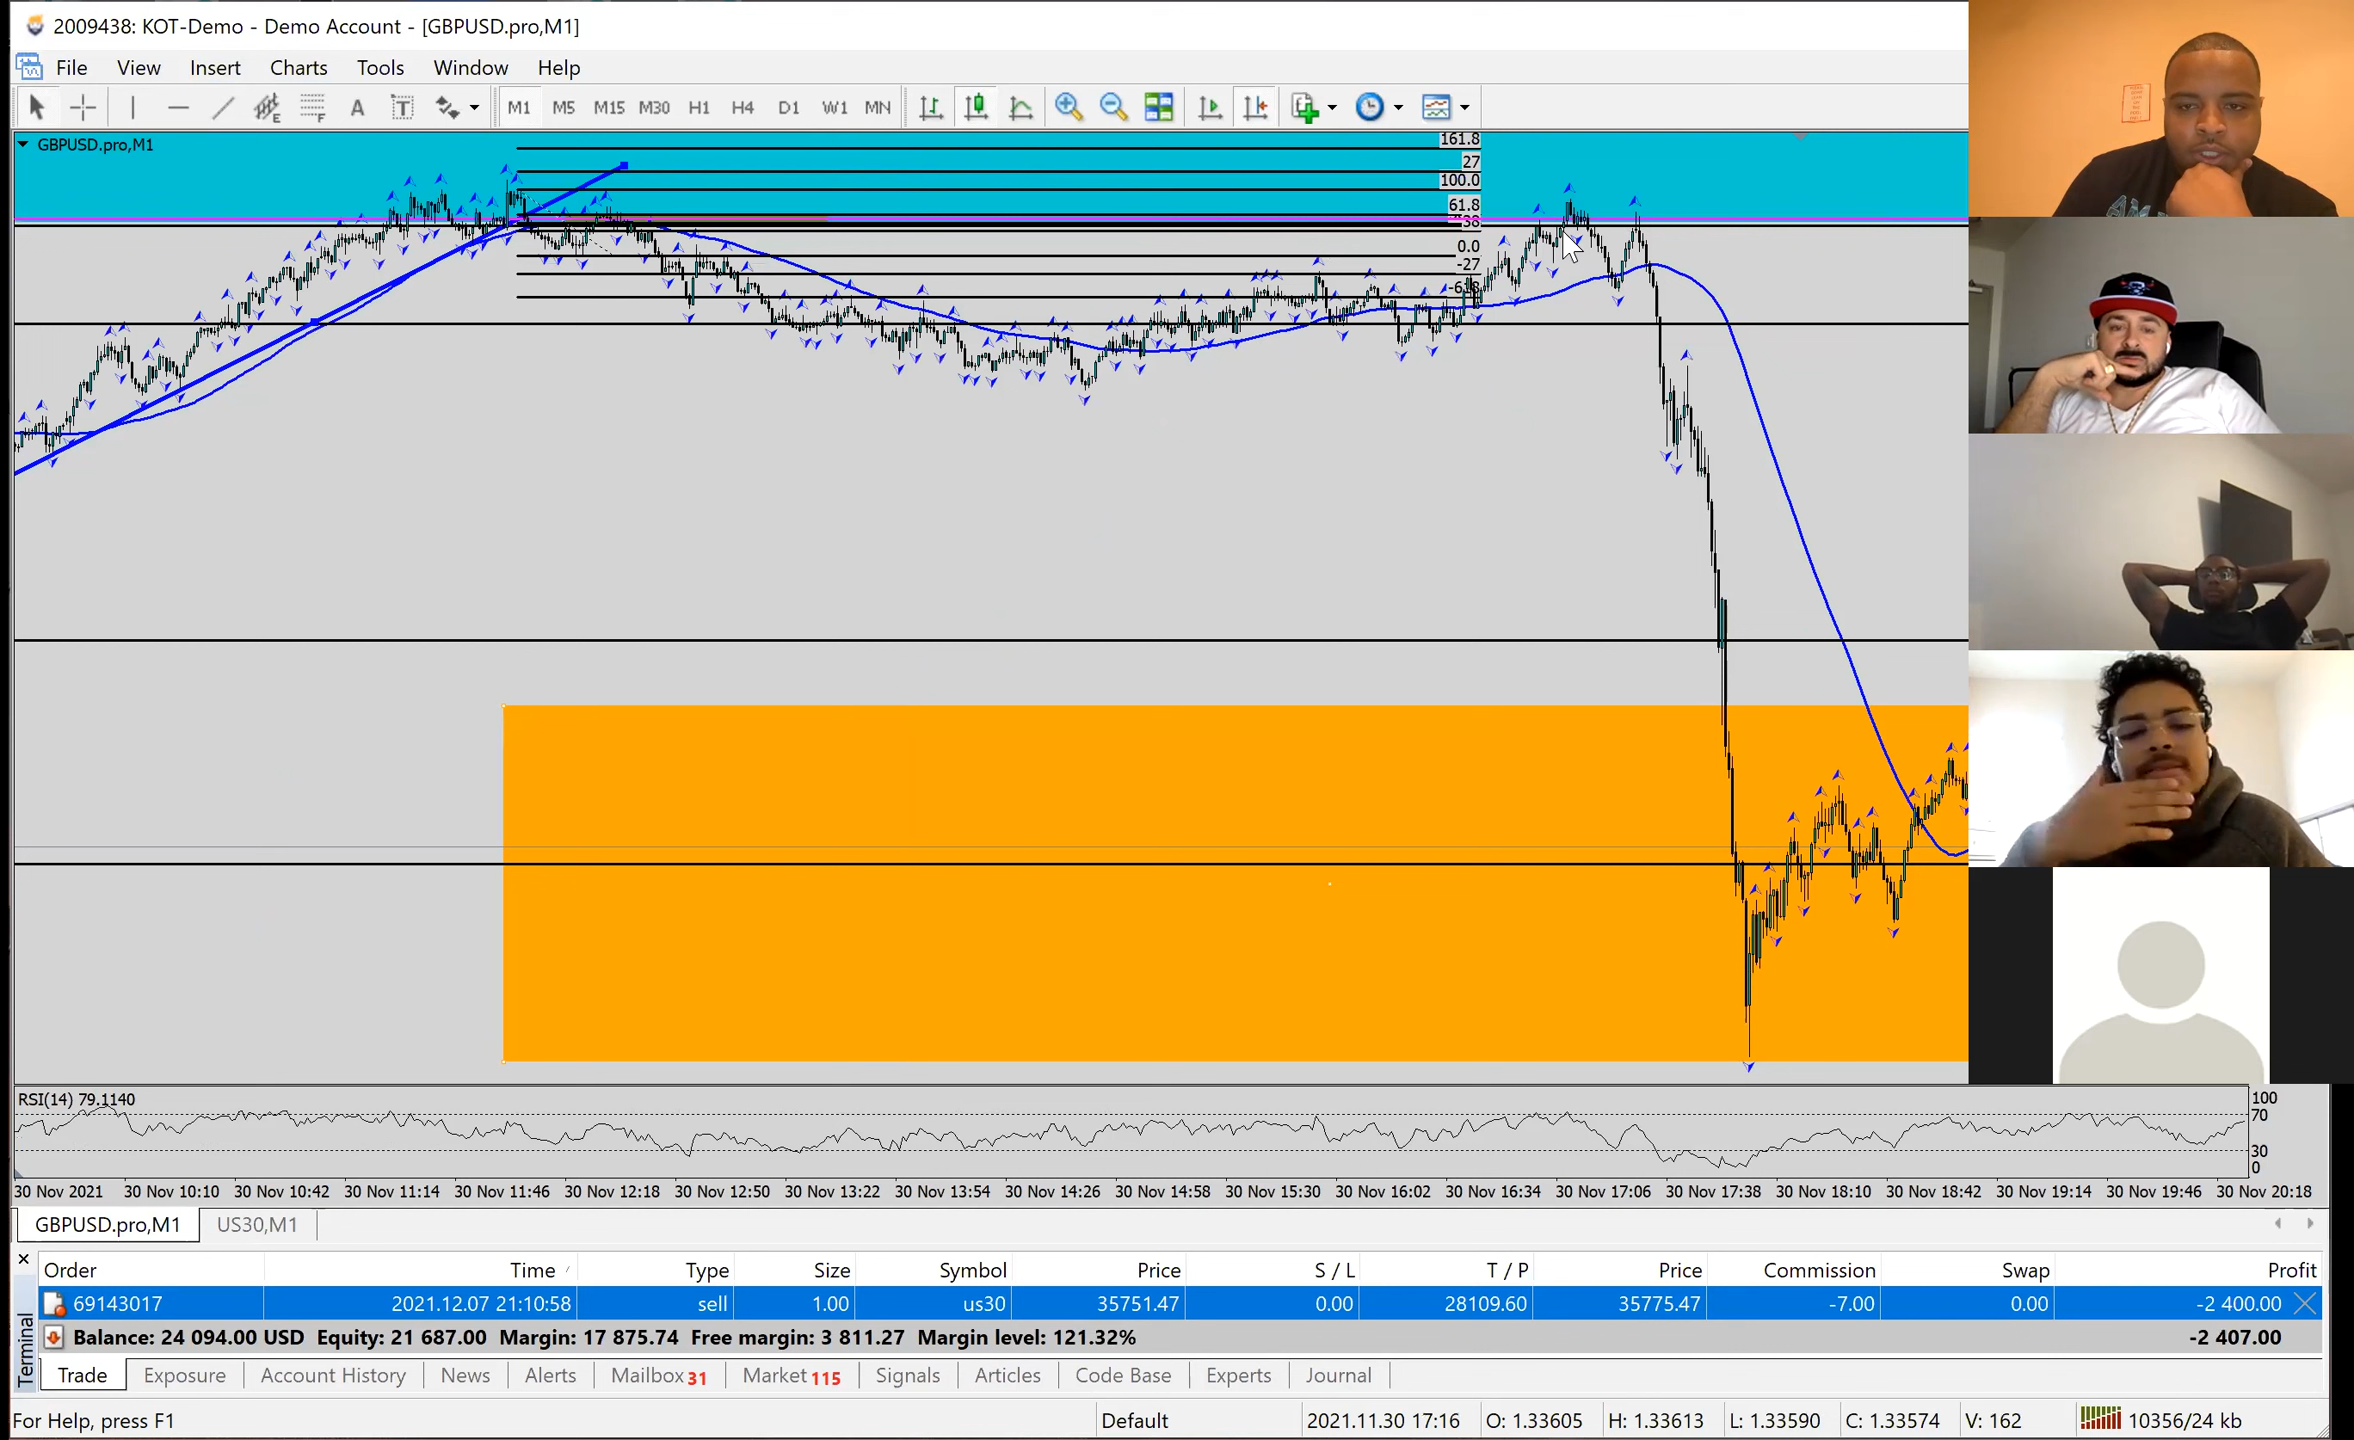 2009438: KOT-Demo - Demo Account - [GBPUSD.pro,M1]
File View Insert Charts Tools Window Help
E F A T M1 M5 M15 M30 H1 H4 D1 W1 MN
GBPUSD.pro,M1
161.8
27
100.0
61.8
38
0.0
-27
RSI(14) 79.1140
100
70
30
0
30 Nov 2021 30 Nov 10:10 30 Nov 10:42 30 Nov 11:14 30 Nov 11:46 30 Nov 12:18 30 Nov 12:50 30 Nov 13:22 30 Nov 13:54 30 Nov 14:26 30 Nov 14:58 30 Nov 15:30 30 Nov 16:02 30 Nov 16:34 30 Nov 17:06 30 Nov 17:38 30 Nov 18:10 30 Nov 18:42 30 Nov 19:14 30 Nov 19:46 30 Nov 20:18
GBPUSD.pro,M1 US30,M1
Order Time Type Size Symbol Price S / L T / P Price Commission Swap Profit
69143017 2021.12.07 21:10:58 sell 1.00 us30 35751.47 0.00 28109.60 35775.47 -7.00 0.00 -2 400.00
Balance: 24 094.00 USD Equity: 21 687.00 Margin: 17 875.74 Free margin: 3 811.27 Margin level: 121.32% -2 407.00
Terminal
Trade Exposure Account History News Alerts Mailbox 31 Market 115 Signals Articles Code Base Experts Journal
For Help, press F1 Default 2021.11.30 17:16 O: 1.33605 H: 1.33613 L: 1.33590 C: 1.33574 V: 162 10356/24 kb